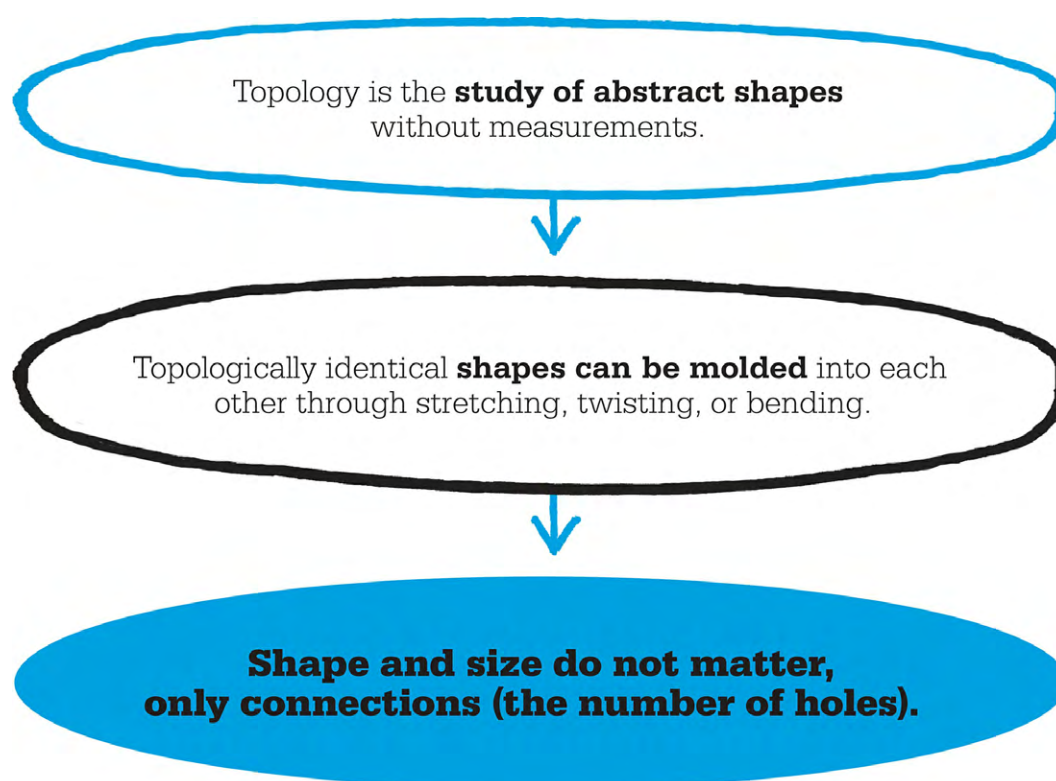 Topology is the study of abstract shapes
without measurements.
Topologically identical shapes can be molded into each
other through stretching, twisting, or bending.
Shape and size do not matter,
only connections (the number of holes).